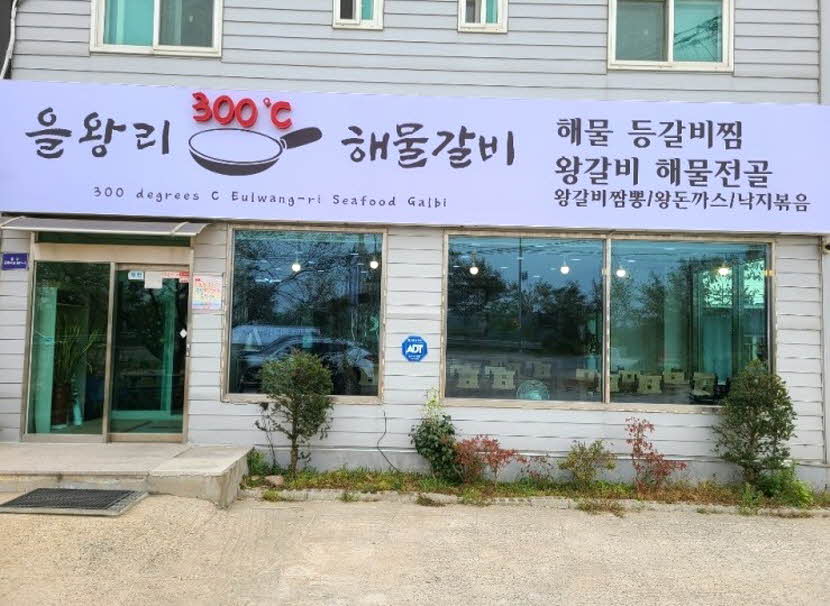 을왕리 300℃ 해물갈비
300 degrees C Eulwang-ri Seafood Galbi
해물 등갈비찜
왕갈비 해물전골
왕갈비짬뽕/왕돈까스/낙지볶음
ADT